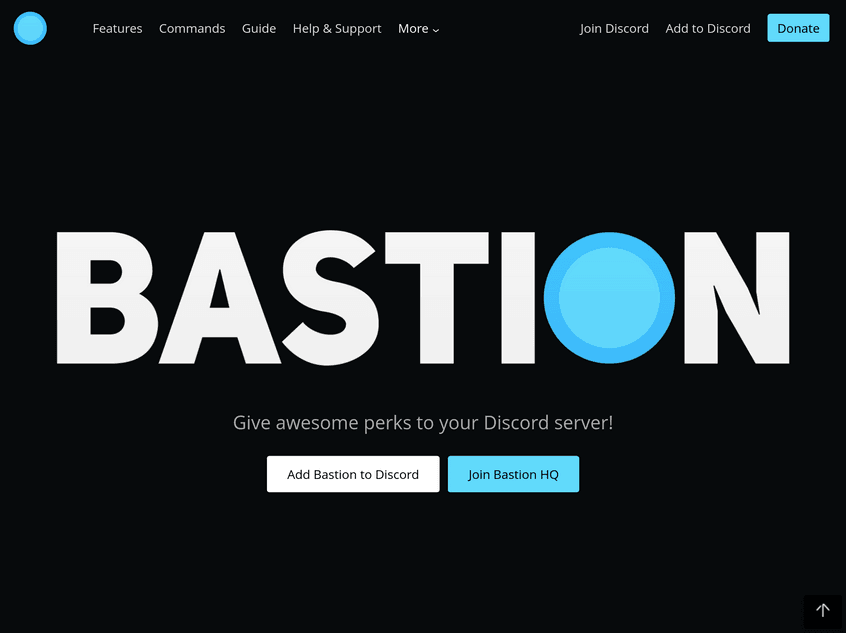 Features Commands Guide Help & Support More Join Discord Add to Discord Donate
BASTION
Give awesome perks to your Discord server!
Add Bastion to Discord Join Bastion HQ